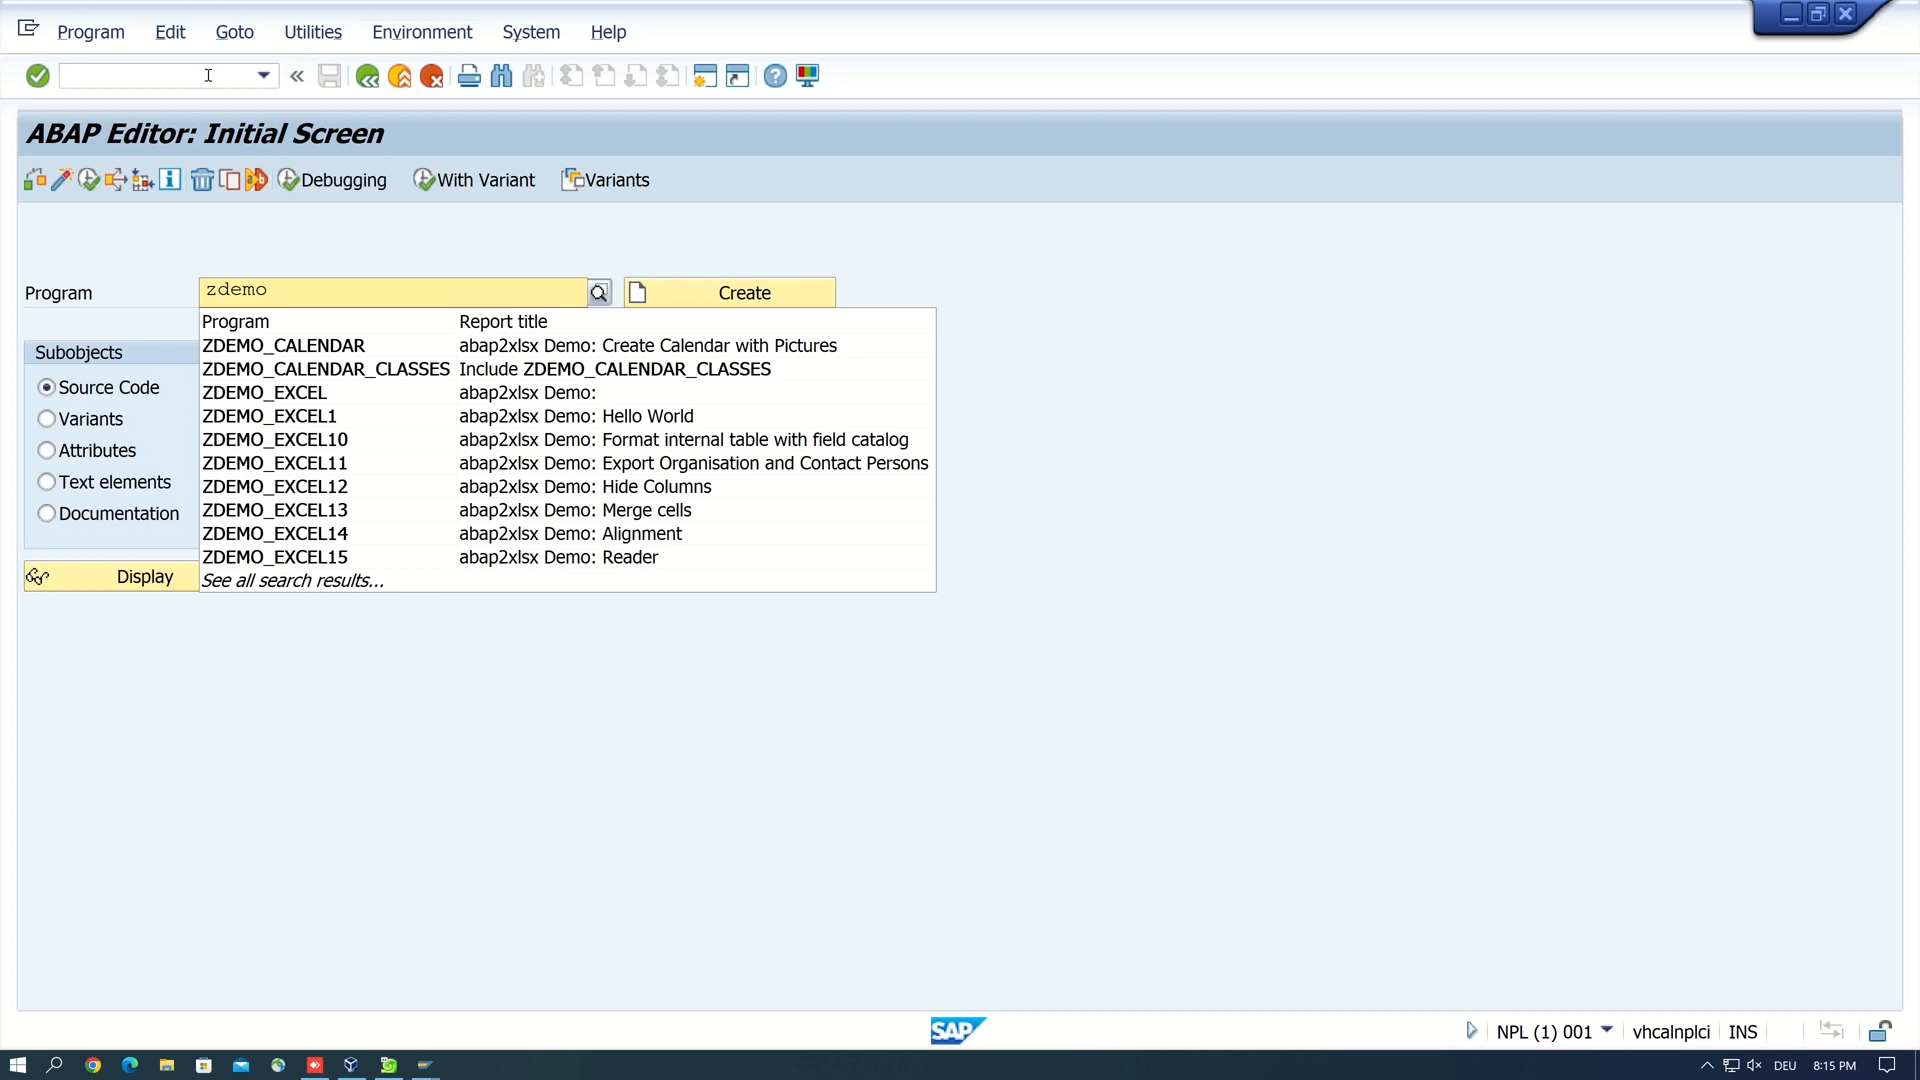 Program Edit Goto Utilities Environment System Help
ABAP Editor: Initial Screen
Debugging With Variant Variants
Program zdemo Create
Program Report title
ZDEMO_CALENDAR abap2xlsx Demo: Create Calendar with Pictures
ZDEMO_CALENDAR_CLASSES Include ZDEMO_CALENDAR_CLASSES
ZDEMO_EXCEL abap2xlsx Demo:
ZDEMO_EXCEL1 abap2xlsx Demo: Hello World
ZDEMO_EXCEL10 abap2xlsx Demo: Format internal table with field catalog
ZDEMO_EXCEL11 abap2xlsx Demo: Export Organisation and Contact Persons
ZDEMO_EXCEL12 abap2xlsx Demo: Hide Columns
ZDEMO_EXCEL13 abap2xlsx Demo: Merge cells
ZDEMO_EXCEL14 abap2xlsx Demo: Alignment
ZDEMO_EXCEL15 abap2xlsx Demo: Reader
See all search results...
Subobjects
Source Code
Variants
Attributes
Text elements
Documentation
Display
SAP NPL (1) 001 vhcalnplci INS
DEU 8:15 PM